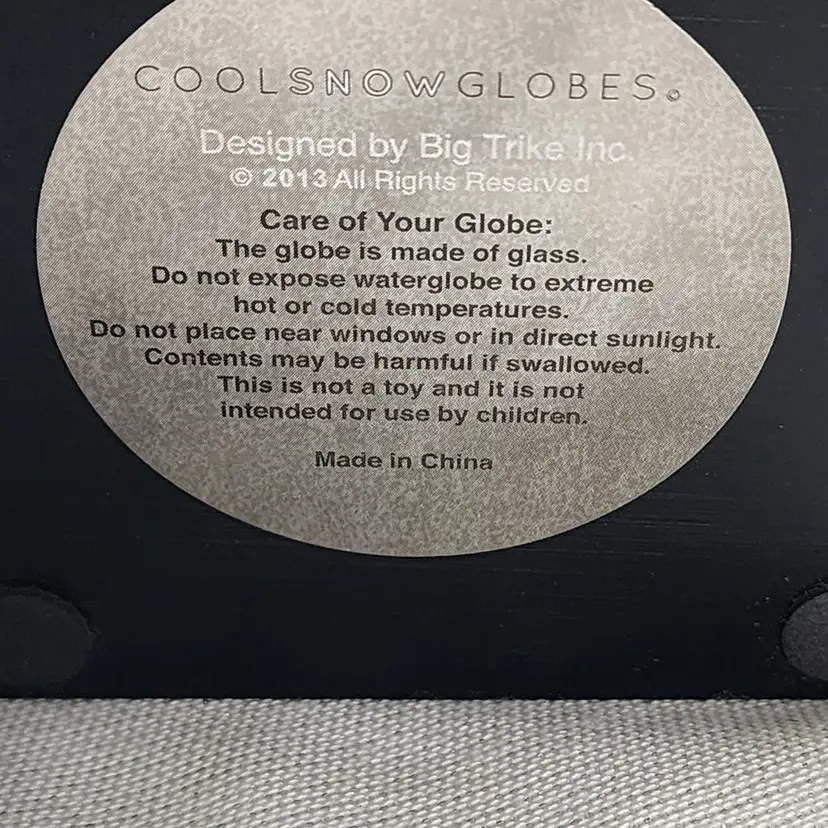 COOLSNOWGLOBES®
Designed by Big Trike Inc.
© 2013 All Rights Reserved
Care of Your Globe:
The globe is made of glass.
Do not expose waterglobe to extreme
hot or cold temperatures.
Do not place near windows or in direct sunlight.
Contents may be harmful if swallowed.
This is not a toy and it is not
intended for use by children.
Made in China